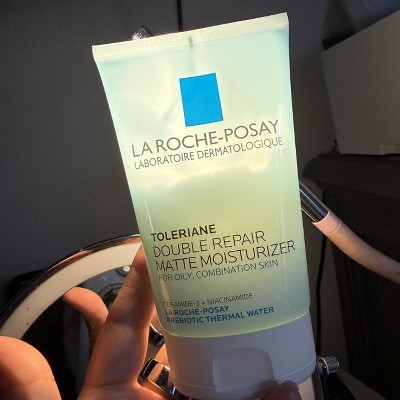 LA ROCHE-POSAY
LABORATOIRE DERMATOLOGIQUE
TOLERIANE
DOUBLE REPAIR
MATTE MOISTURIZER
FOR OILY, COMBINATION SKIN
CERAMIDE-3 + NIACINAMIDE
LA ROCHE-POSAY
PREBIOTIC THERMAL WATER